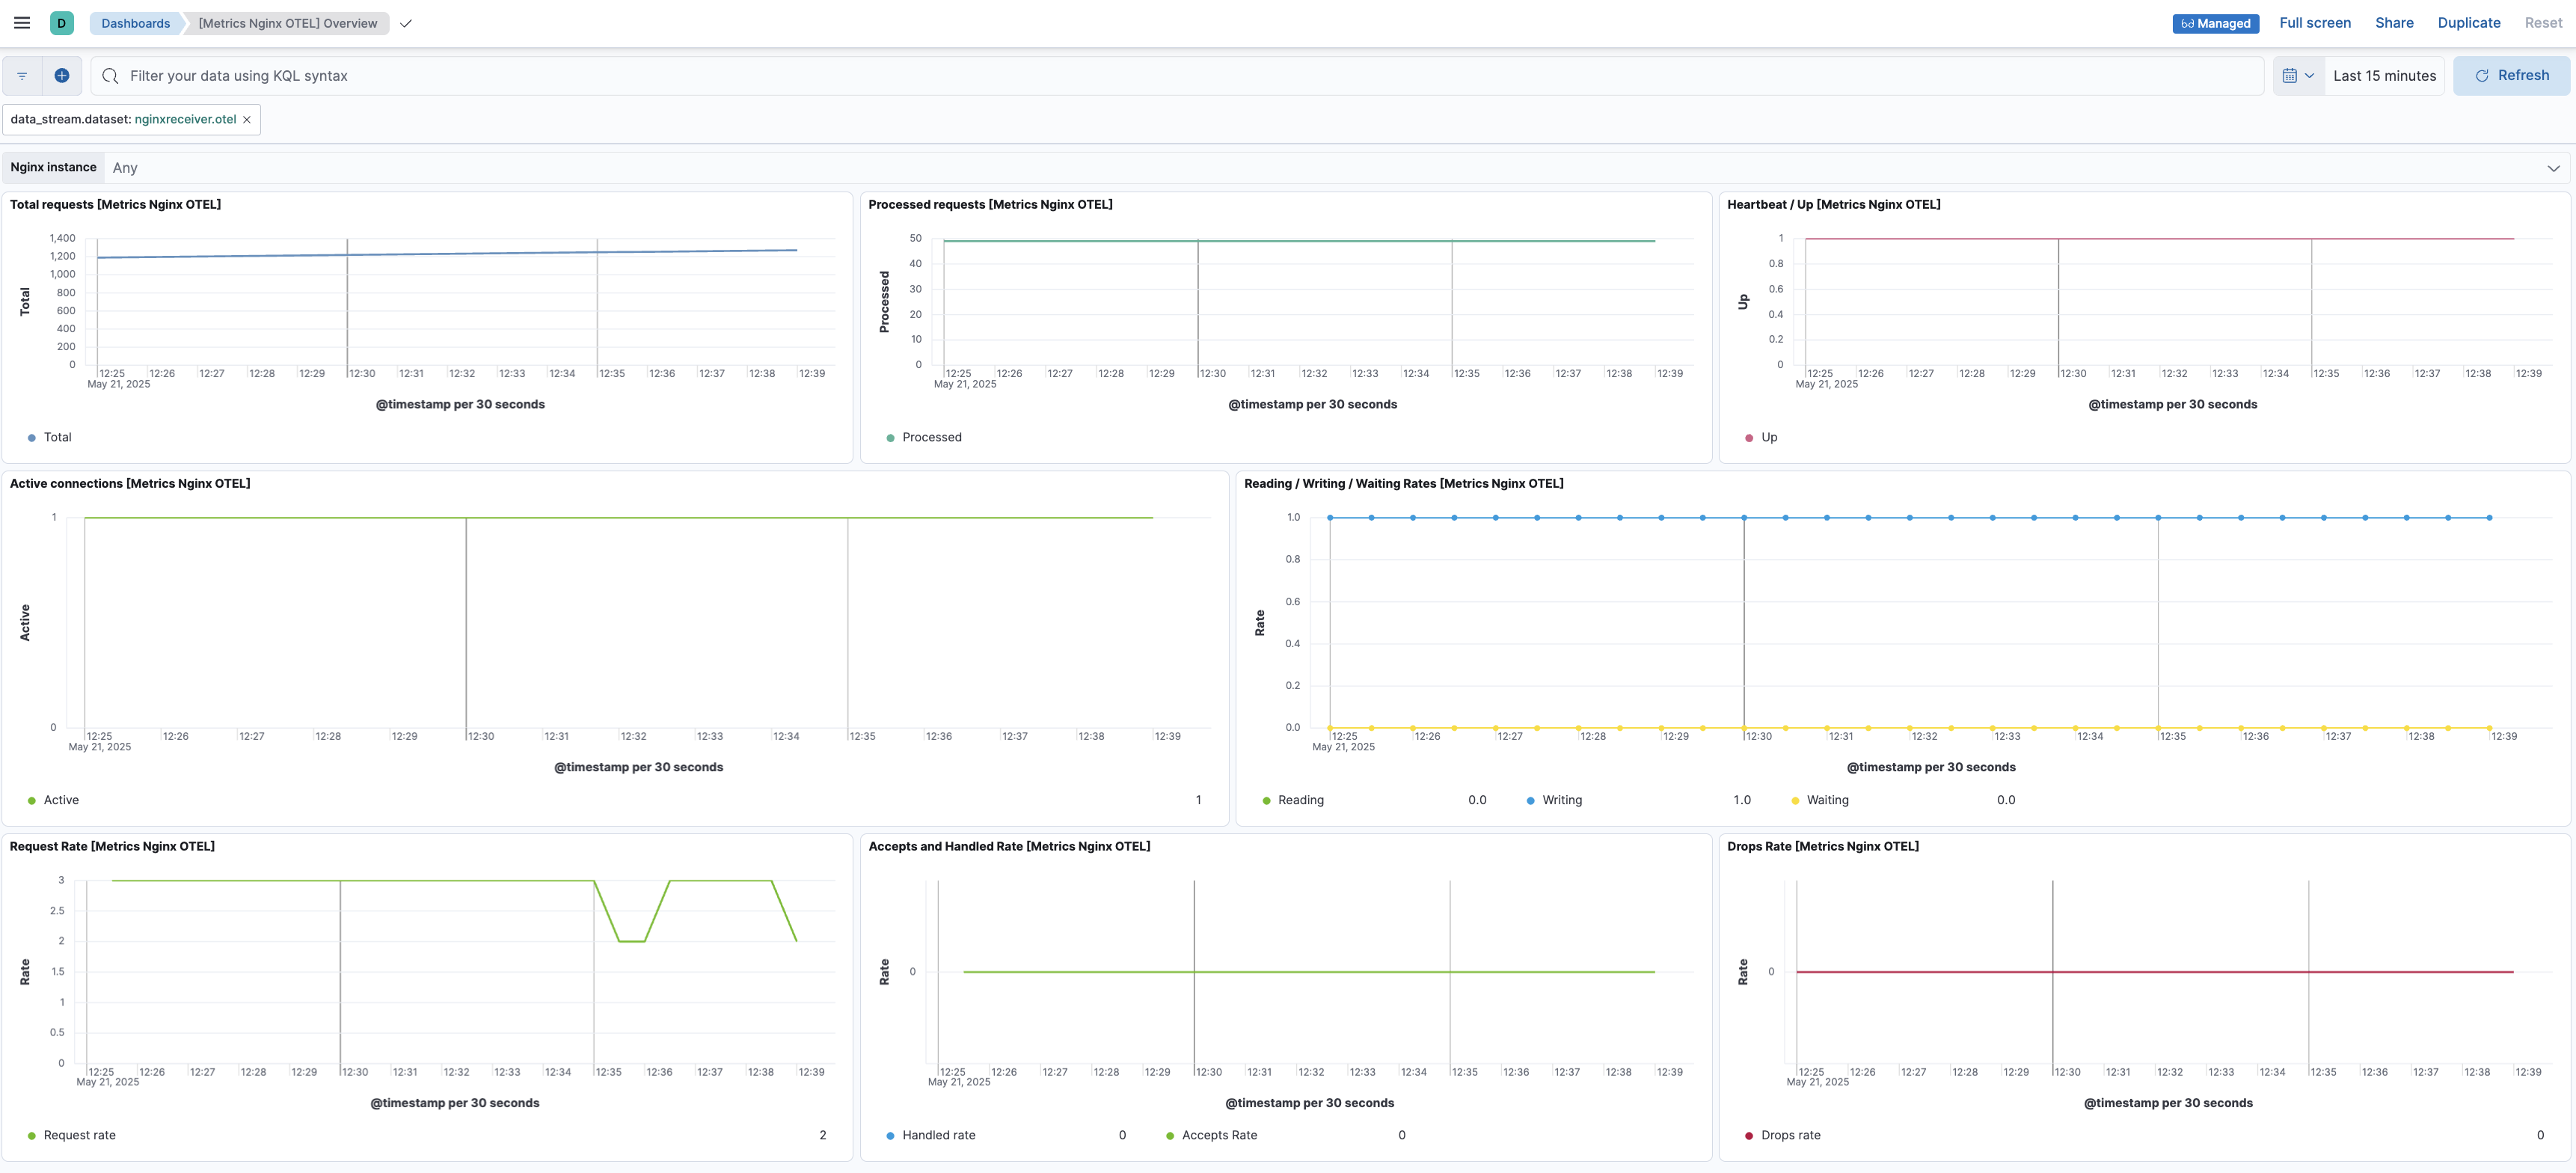 D Dashboards [Metrics Nginx OTEL] Overview Managed Full screen Share Duplicate Reset
Filter your data using KQL syntax Last 15 minutes Refresh
data_stream.dataset: nginxreceiver.otel ×
Nginx instance Any
Total requests [Metrics Nginx OTEL]
1,400
1,200
1,000
800
600
400
200
0
Total
12:25 12:26 12:27 12:28 12:29 12:30 12:31 12:32 12:33 12:34 12:35 12:36 12:37 12:38 12:39
May 21, 2025
@timestamp per 30 seconds
Total
Processed requests [Metrics Nginx OTEL]
50
40
30
20
10
0
Processed
12:25 12:26 12:27 12:28 12:29 12:30 12:31 12:32 12:33 12:34 12:35 12:36 12:37 12:38 12:39
May 21, 2025
@timestamp per 30 seconds
Processed
Heartbeat / Up [Metrics Nginx OTEL]
1
0.8
0.6
0.4
0.2
0
Up
12:25 12:26 12:27 12:28 12:29 12:30 12:31 12:32 12:33 12:34 12:35 12:36 12:37 12:38 12:39
May 21, 2025
@timestamp per 30 seconds
Up
Active connections [Metrics Nginx OTEL]
1
0
Active
12:25 12:26 12:27 12:28 12:29 12:30 12:31 12:32 12:33 12:34 12:35 12:36 12:37 12:38 12:39
May 21, 2025
@timestamp per 30 seconds
Active 1
Reading / Writing / Waiting Rates [Metrics Nginx OTEL]
1.0
0.8
0.6
0.4
0.2
0.0
Rate
12:25 12:26 12:27 12:28 12:29 12:30 12:31 12:32 12:33 12:34 12:35 12:36 12:37 12:38 12:39
May 21, 2025
@timestamp per 30 seconds
Reading 0.0 Writing 1.0 Waiting 0.0
Request Rate [Metrics Nginx OTEL]
3
2.5
2
1.5
1
0.5
0
Rate
12:25 12:26 12:27 12:28 12:29 12:30 12:31 12:32 12:33 12:34 12:35 12:36 12:37 12:38 12:39
May 21, 2025
@timestamp per 30 seconds
Request rate 2
Accepts and Handled Rate [Metrics Nginx OTEL]
0
Rate
12:25 12:26 12:27 12:28 12:29 12:30 12:31 12:32 12:33 12:34 12:35 12:36 12:37 12:38 12:39
May 21, 2025
@timestamp per 30 seconds
Handled rate 0 Accepts Rate 0
Drops Rate [Metrics Nginx OTEL]
0
Rate
12:25 12:26 12:27 12:28 12:29 12:30 12:31 12:32 12:33 12:34 12:35 12:36 12:37 12:38 12:39
May 21, 2025
@timestamp per 30 seconds
Drops rate 0